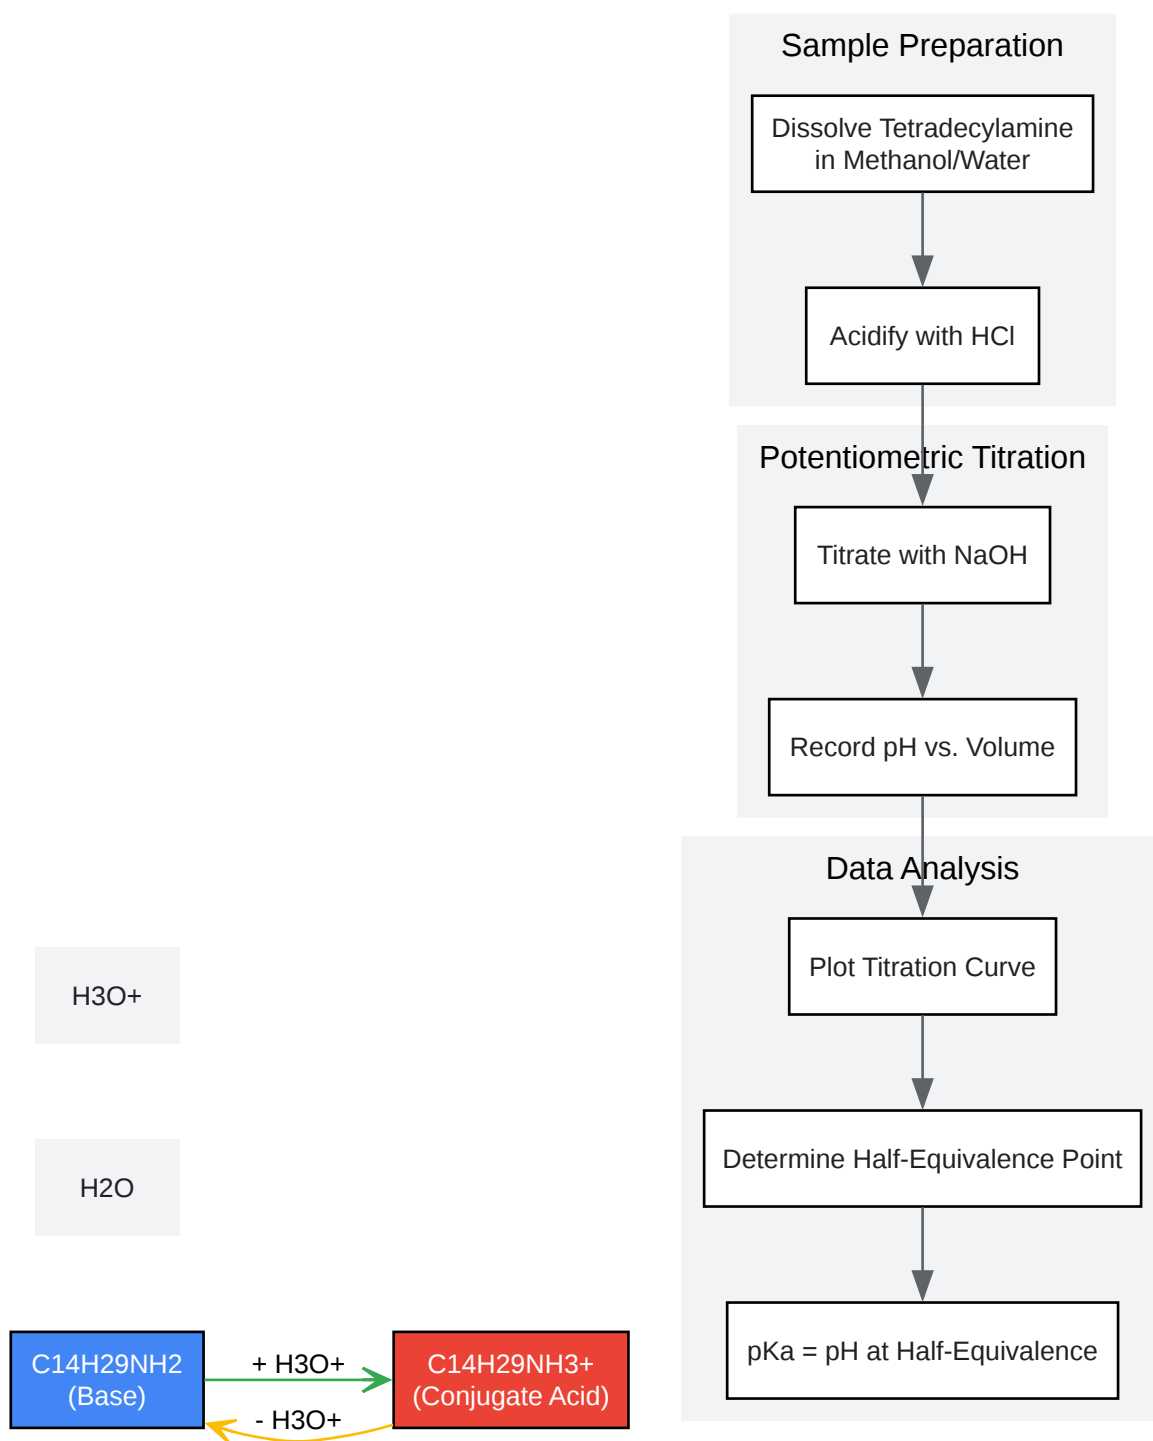 Sample Preparation
Dissolve Tetradecylamine
in Methanol/Water
Acidify with HCl
Potentiometric Titration
Titrate with NaOH
Record pH vs. Volume
Data Analysis
Plot Titration Curve
Determine Half-Equivalence Point
pKa = pH at Half-Equivalence
H3O+
H2O
C14H29NH2
(Base)
+ H3O+
- H3O+
C14H29NH3+
(Conjugate Acid)